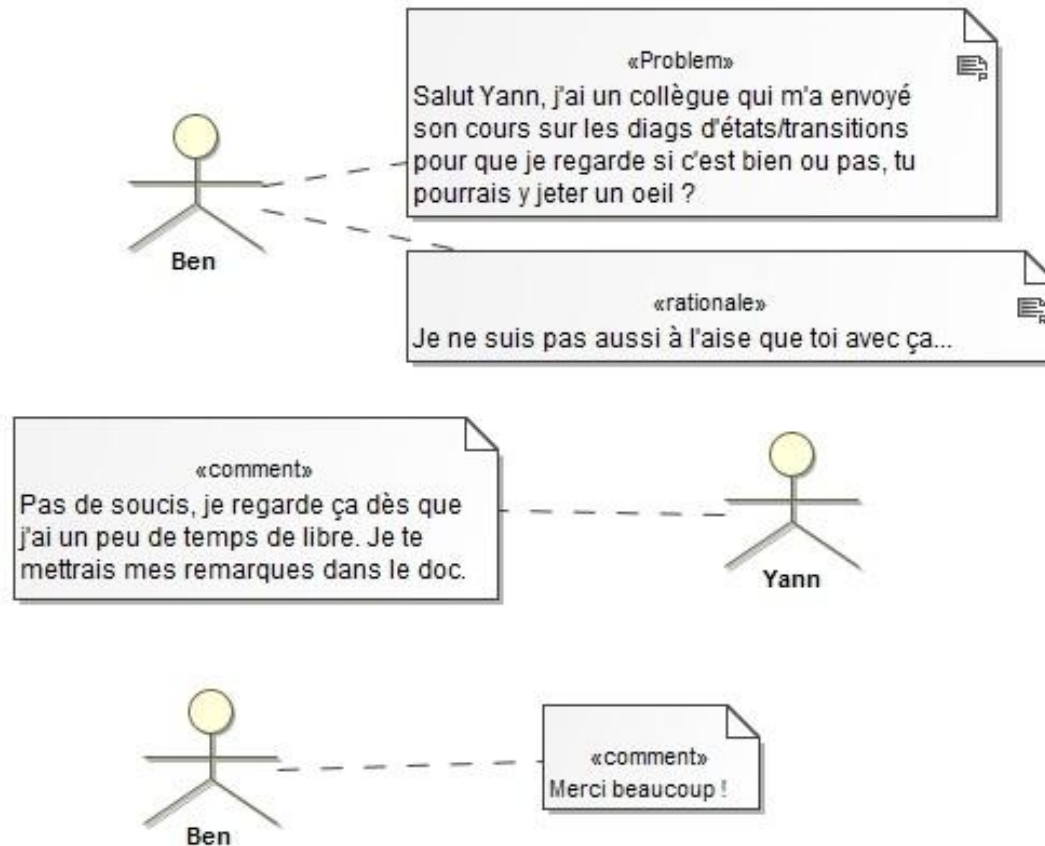 «Problem»
Salut Yann, j'ai un collègue qui m'a envoyé
son cours sur les diags d'états/transitions
pour que je regarde si c'est bien ou pas, tu
pourrais y jeter un oeil ?
Ben
«rationale»
Je ne suis pas aussi à l'aise que toi avec ça...
«comment»
Pas de soucis, je regarde ça dès que
j'ai un peu de temps de libre. Je te
mettrais mes remarques dans le doc.
Yann
«comment»
Merci beaucoup !
Ben